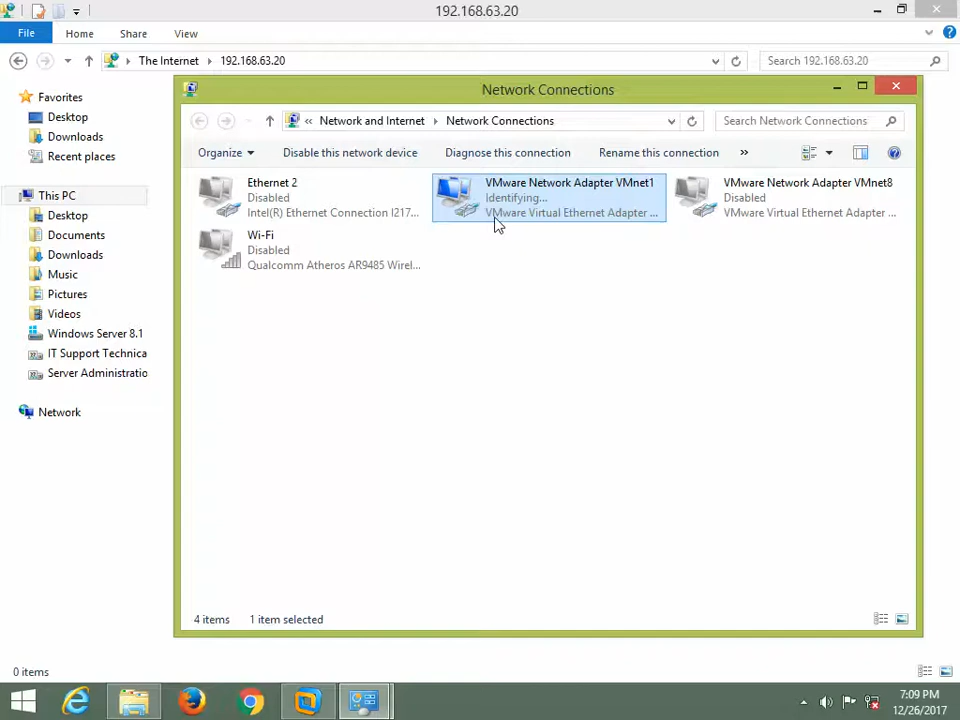 192.168.63.20
File
Home
Share
View
The Internet
192.168.63.20
Search 192.168.63.20
Favorites
Desktop
Downloads
Recent places
This PC
Desktop
Documents
Downloads
Music
Pictures
Videos
Windows Server 8.1
IT Support Technica
Server Administratio
Network
Network Connections
« Network and Internet
Network Connections
Search Network Connections
Organize
Disable this network device
Diagnose this connection
Rename this connection
»
Ethernet 2
Disabled
Intel(R) Ethernet Connection I217...
VMware Network Adapter VMnet1
Identifying...
VMware Virtual Ethernet Adapter ...
VMware Network Adapter VMnet8
Disabled
VMware Virtual Ethernet Adapter ...
Wi-Fi
Disabled
Qualcomm Atheros AR9485 Wirel...
4 items
1 item selected
0 items
7:09 PM
12/26/2017